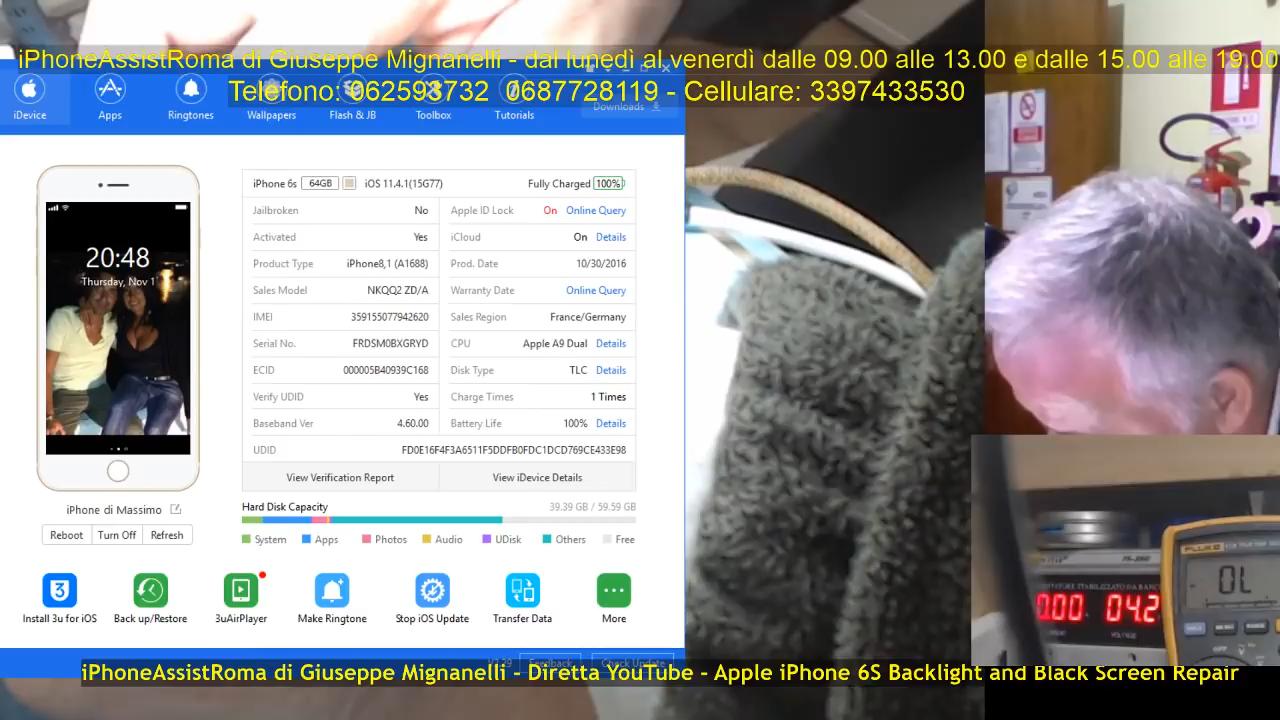 iPhoneAssistRoma di Giuseppe Mignanelli - dal lunedì al venerdì dalle 09.00 alle 13.00 e dalle 15.00 alle 19.00
Telefono: 062593732 0687728119 - Cellulare: 3397433530
iDevice
Apps
Ringtones
Wallpapers
Flash & JB
Toolbox
Tutorials
Downloads
iPhone 6s 64GB iOS 11.4.1(15G77) Fully Charged 100%
Jailbroken No Apple ID Lock On Online Query
Activated Yes iCloud On Details
Product Type iPhone8,1 (A1688) Prod. Date 10/30/2016
Sales Model NKQQ2 ZD/A Warranty Date Online Query
IMEI 359155077942620 Sales Region France/Germany
Serial No. FRDSM0BXGRYD CPU Apple A9 Dual Details
ECID 000005B40939C168 Disk Type TLC Details
Verify UDID Yes Charge Times 1 Times
Baseband Ver 4.60.00 Battery Life 100% Details
UDID FD0E16F4F3A6511F5DDFB0FDC1DCD769CE433E98
View Verification Report View iDevice Details
20:48
Thursday, Nov 1
iPhone di Massimo
Reboot Turn Off Refresh
Hard Disk Capacity 39.39 GB / 59.59 GB
System Apps Photos Audio UDisk Others Free
Install 3u for iOS
Back up/Restore
3uAirPlayer
Make Ringtone
Stop iOS Update
Transfer Data
More
Feedback Check Update
FLUKE
0L
000 04.2
iPhoneAssistRoma di Giuseppe Mignanelli - Diretta YouTube - Apple iPhone 6S Backlight and Black Screen Repair